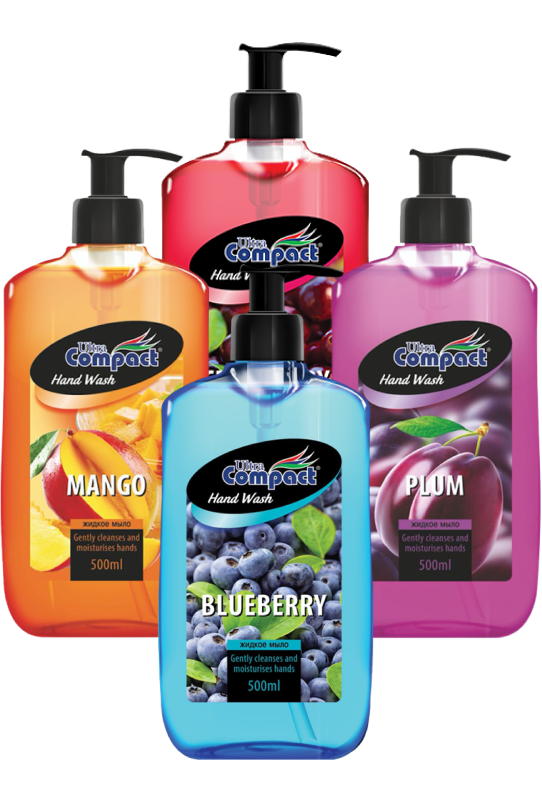 Ultra
Compact®
Hand W
Ultra
Compact®
Hand Wash
MANGO
жидкое мыло
Gently cleanses and
moisturises hands
500ml
Ultra
Compact®
Hand Wash
PLUM
жидкое мыло
Gently cleanses and
moisturises hands
500ml
Ultra
Compact®
Hand Wash
BLUEBERRY
жидкое мыло
Gently cleanses and
moisturises hands
500ml